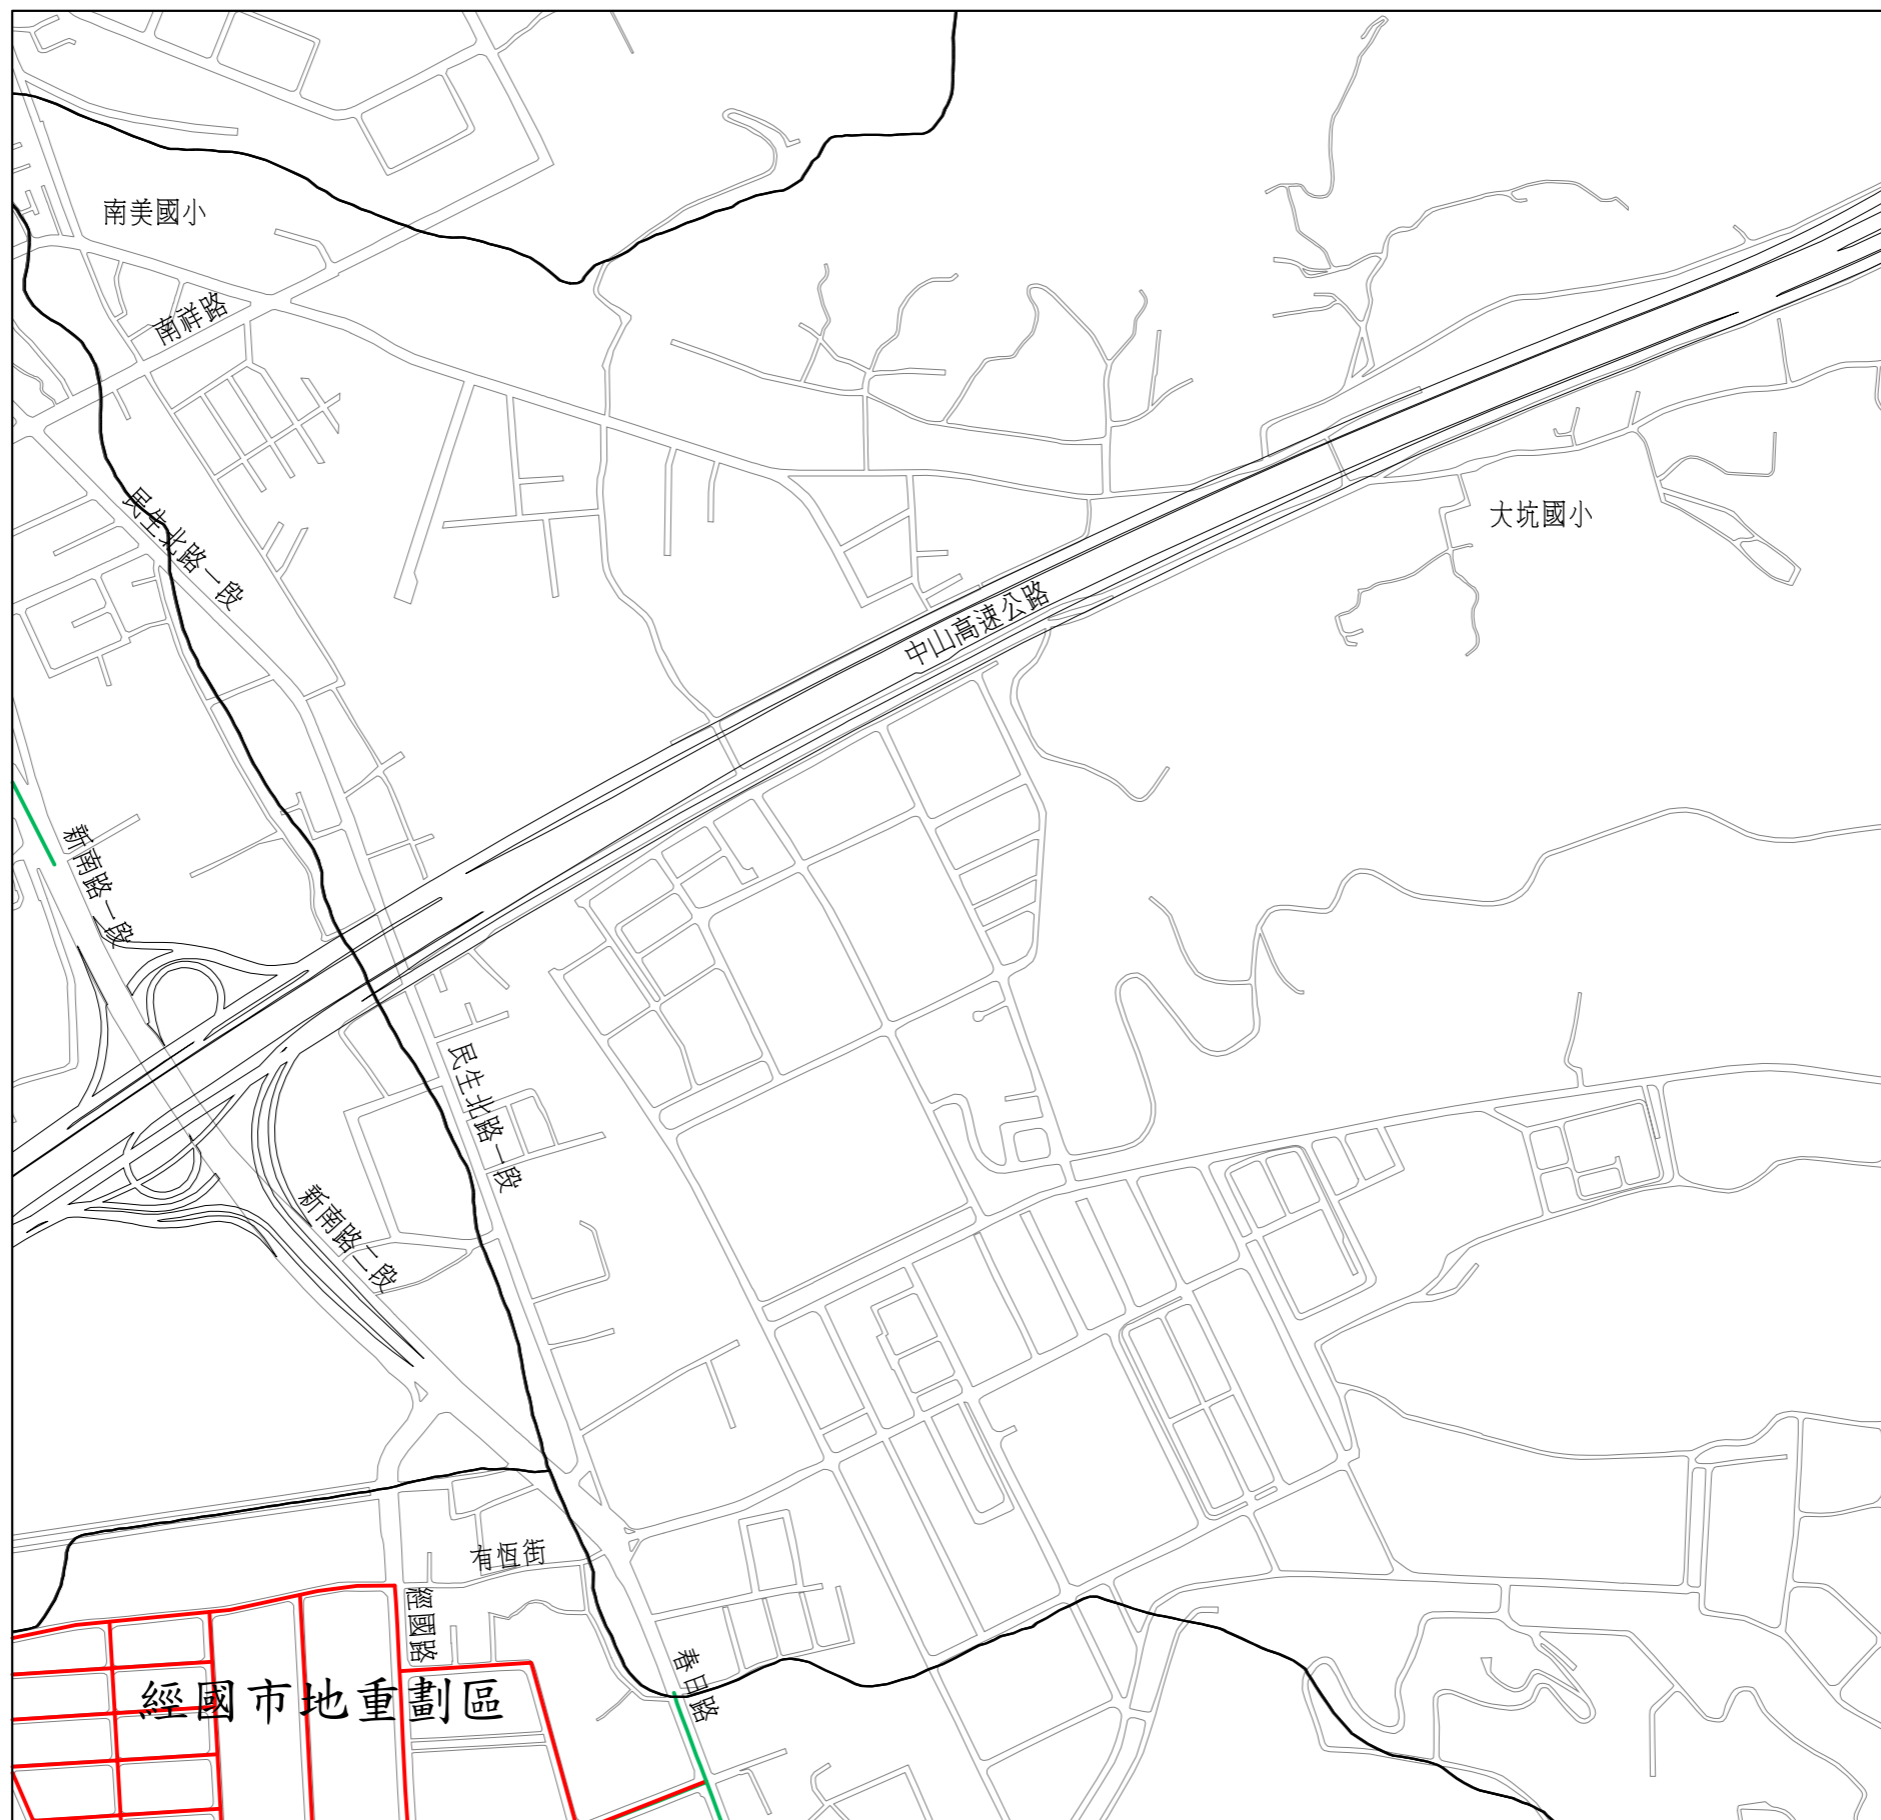 南美國小
南祥路
民生北路一段
大坑國小
中山高速公路
新南路一段
民生北路一段
新南路二段
有恆街
經國路
春日路
經國市地重劃區